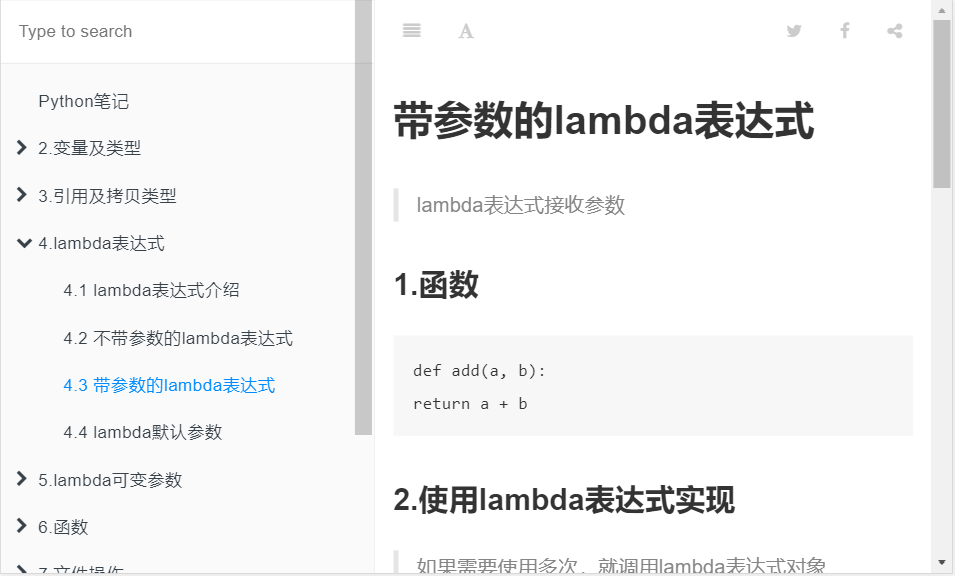 Type to search
Python笔记
2.变量及类型
3.引用及拷贝类型
4.lambda表达式
4.1 lambda表达式介绍
4.2 不带参数的lambda表达式
4.3 带参数的lambda表达式
4.4 lambda默认参数
5.lambda可变参数
6.函数
7.文件操作
A
带参数的lambda表达式
lambda表达式接收参数
1.函数
def add(a, b):
return a + b
2.使用lambda表达式实现
如果需要使用多次，就调用lambda表达式对象